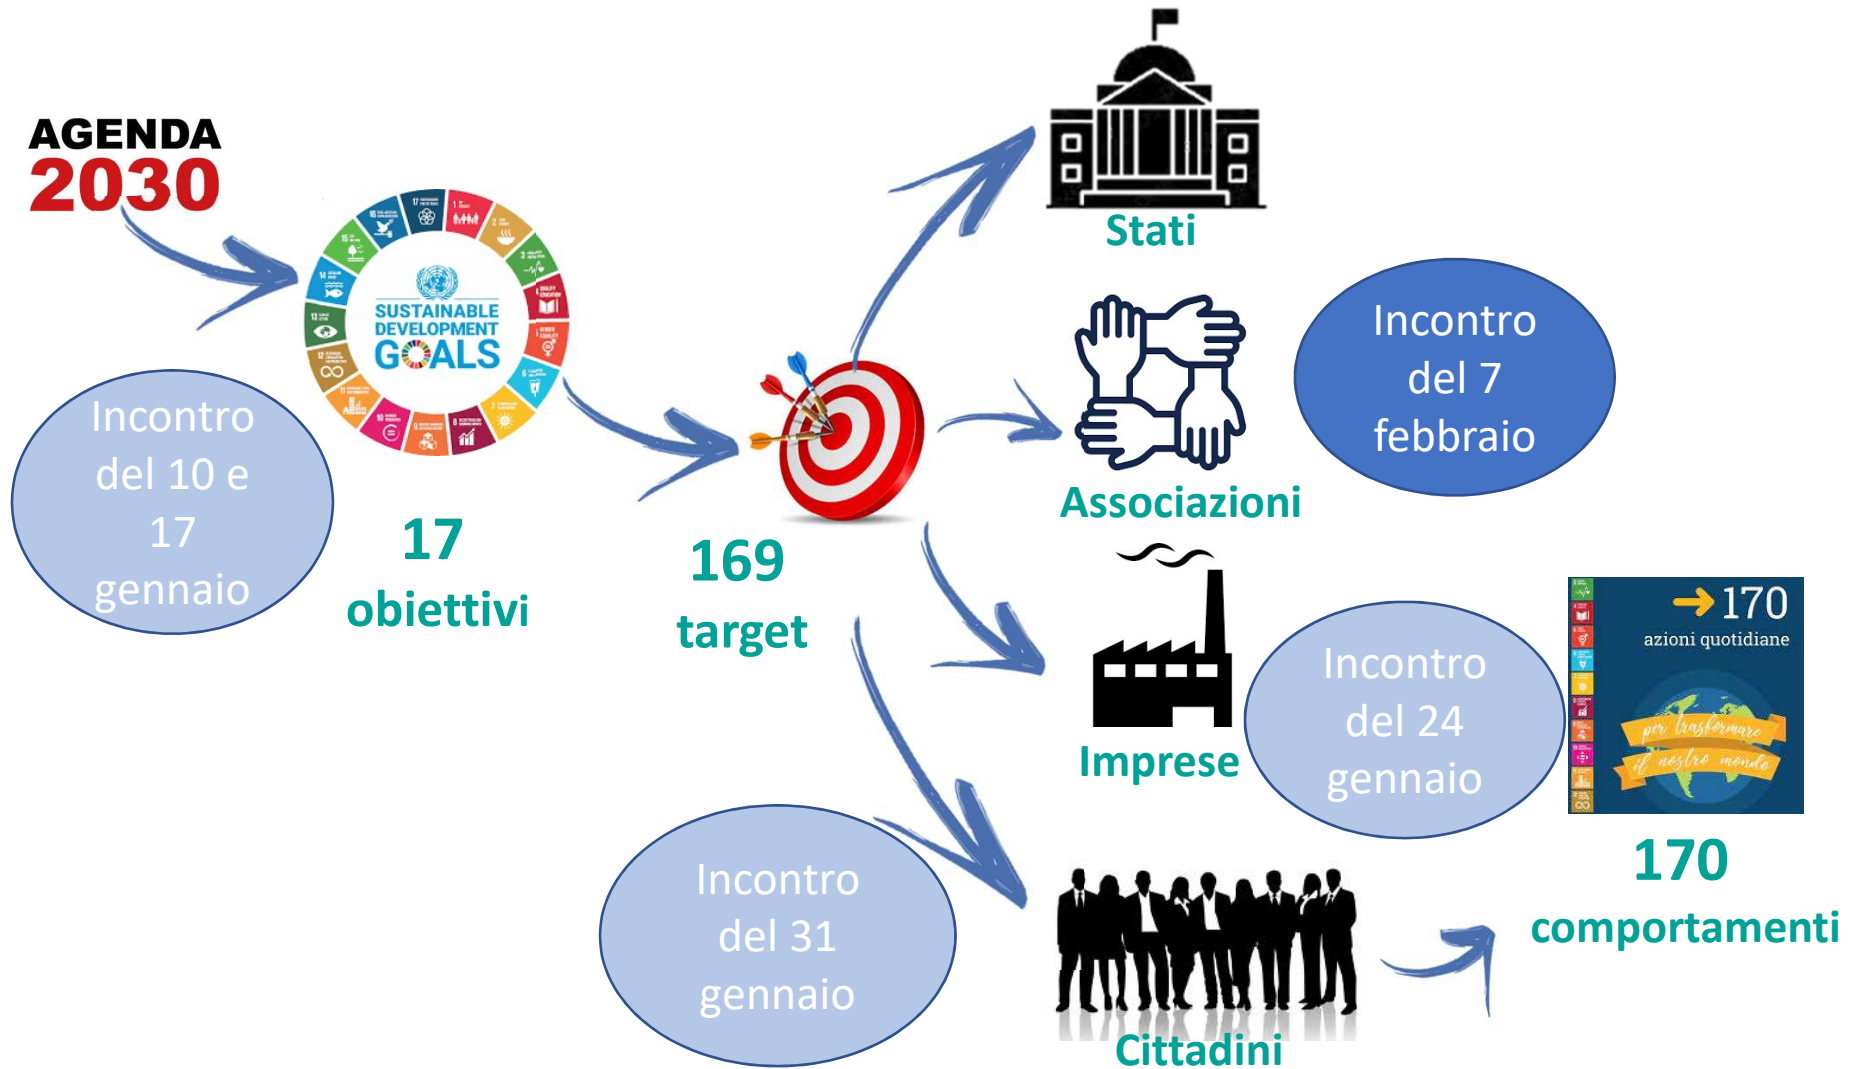 AGENDA
2030
SUSTAINABLE
DEVELOPMENT
GOALS
Incontro
del 10 e
17
gennaio
17
obiettivi
169
target
Stati
Associazioni
Incontro
del 7
febbraio
Imprese
Incontro
del 24
gennaio
Incontro
del 31
gennaio
Cittadini
→170
azioni quotidiane
per trasformare
il nostro mondo
170
comportamenti